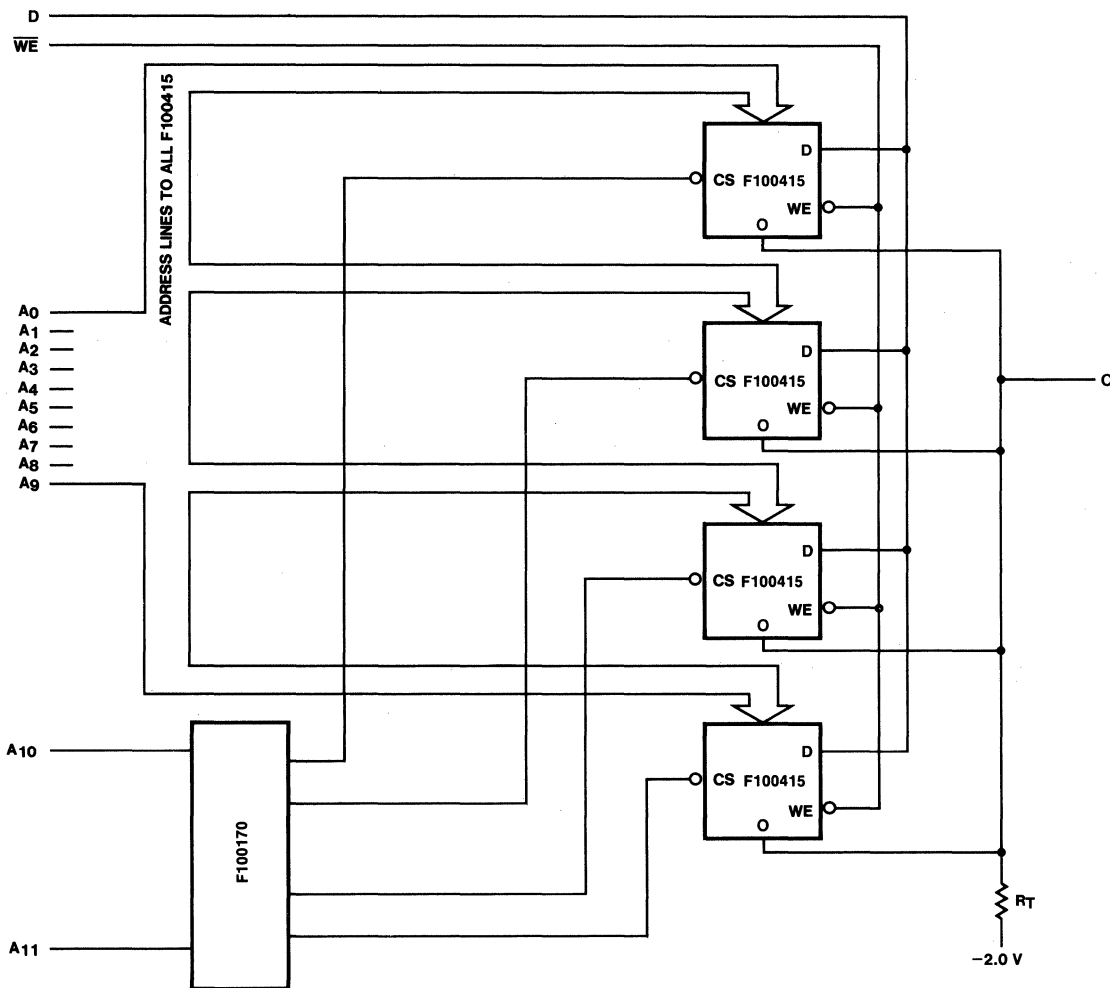 D
WE
ADDRESS LINES TO ALL F100415
D
CS F100415
WE
O
A0
A1
A2
A3
A4
A5
A6
A7
A8
A9
D
CS F100415
WE
O
O
D
CS F100415
WE
O
A10
A11
F100170
D
CS F100415
WE
O
RT
−2.0 V